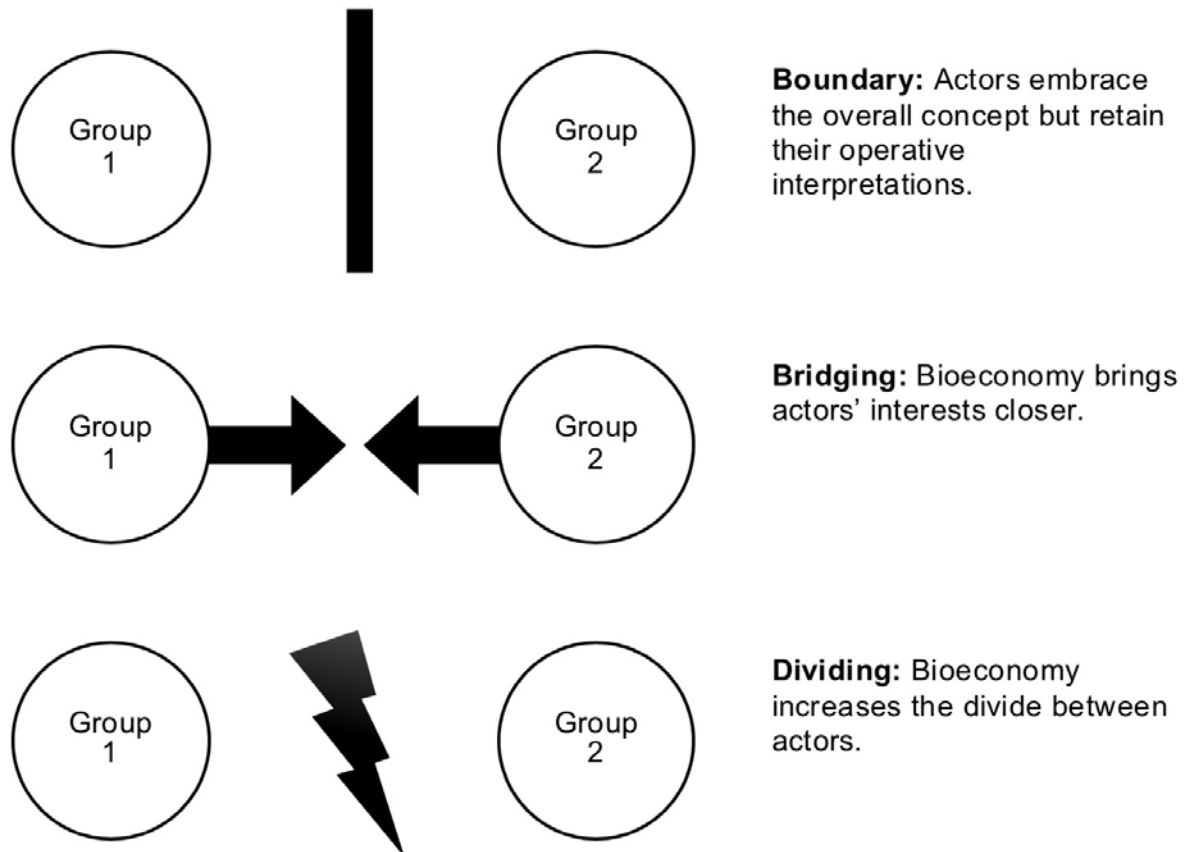 Group
1
Group
2
Boundary: Actors embrace
the overall concept but retain
their operative
interpretations.
Group
1
Group
2
Bridging: Bioeconomy brings
actors’ interests closer.
Group
1
Group
2
Dividing: Bioeconomy
increases the divide between
actors.